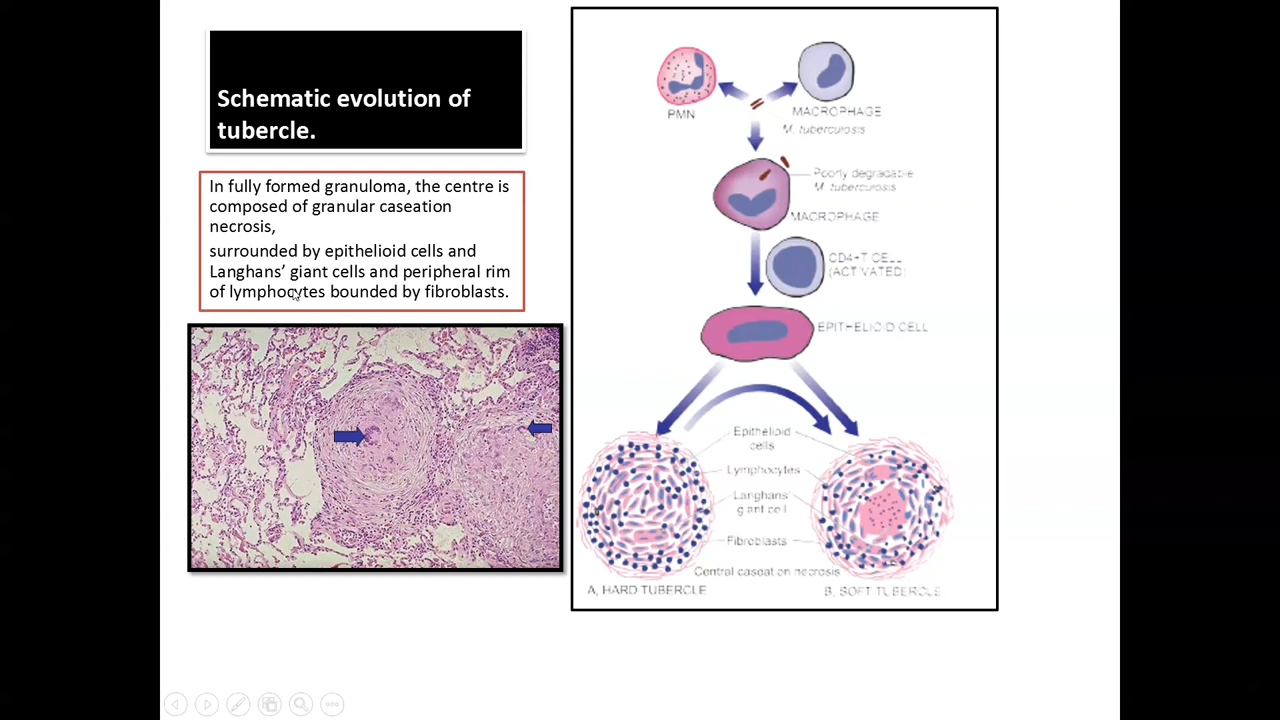 Schematic evolution of
tubercle.
In fully formed granuloma, the centre is
composed of granular caseation
necrosis,
surrounded by epithelioid cells and
Langhans’ giant cells and peripheral rim
of lymphocytes bounded by fibroblasts.
PMN
MACROPHAGE
M. tuberculosis
Poorly degradable
M. tuberculosis
MACROPHAGE
CD4+T CELL
(ACTIVATED)
EPITHELIOID CELL
Epithelioid
cells
Lymphocytes
Langhans'
giant cell
Fibroblasts
Central caseation necrosis
A, HARD TUBERCLE
B, SOFT TUBERCLE